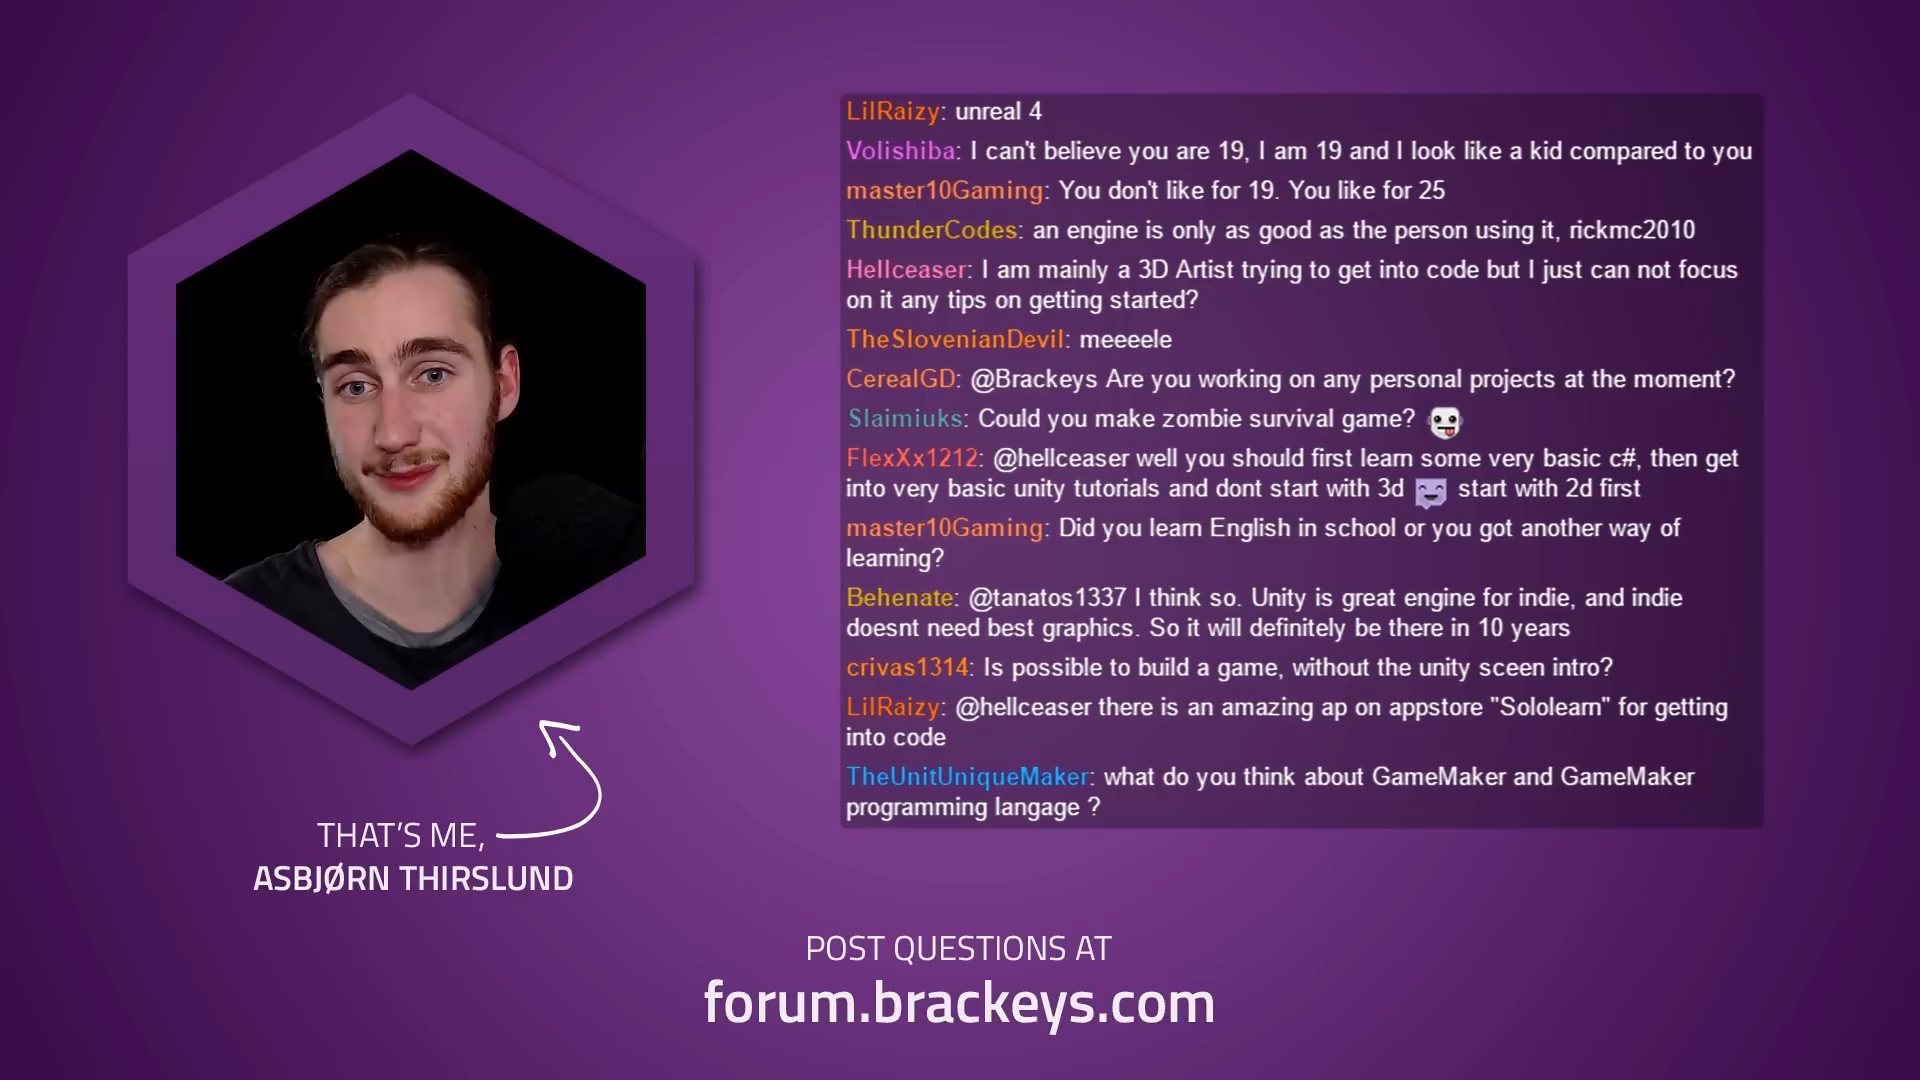 LilRaizy: unreal 4
Volishiba: I can't believe you are 19, I am 19 and I look like a kid compared to you
master10Gaming: You don't like for 19. You like for 25
ThunderCodes: an engine is only as good as the person using it, rickmc2010
Hellceaser: I am mainly a 3D Artist trying to get into code but I just can not focus
on it any tips on getting started?
TheSlovenianDevil: meeeele
CerealGD: @Brackeys Are you working on any personal projects at the moment?
Slaimiuks: Could you make zombie survival game?
FlexXx1212: @hellceaser well you should first learn some very basic c#, then get
into very basic unity tutorials and dont start with 3d start with 2d first
master10Gaming: Did you learn English in school or you got another way of
learning?
Behenate: @tanatos1337 I think so. Unity is great engine for indie, and indie
doesnt need best graphics. So it will definitely be there in 10 years
crivas1314: Is possible to build a game, without the unity sceen intro?
LilRaizy: @hellceaser there is an amazing ap on appstore "Sololearn" for getting
into code
TheUnitUniqueMaker: what do you think about GameMaker and GameMaker
programming langage ?
THAT'S ME,
ASBJØRN THIRSLUND
POST QUESTIONS AT
forum.brackeys.com